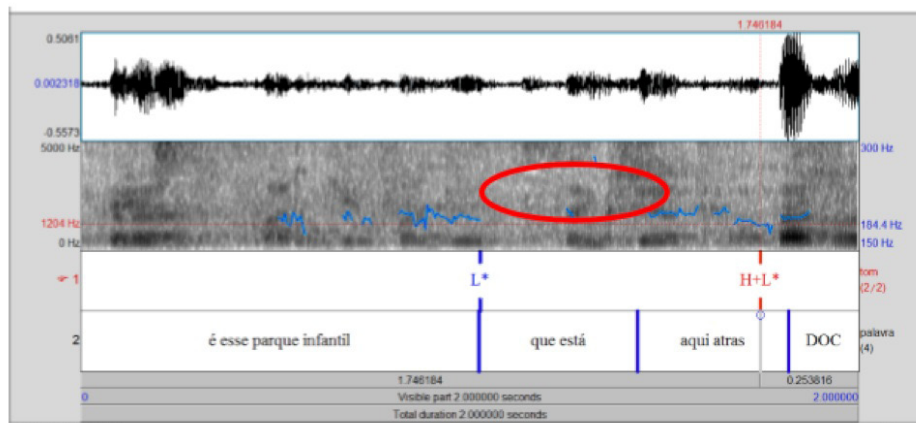 1.746184
0.5061
0.002318
-0.5573
5000 Hz 300 Hz
1204 Hz 184.4 Hz
0 Hz 150 Hz
1 L* H+L* tom
(2/2)
2 é esse parque infantil que está aqui atras DOC palavra
(4)
1.746184 0.253816
0 Visible part 2.000000 seconds 2.000000
Total duration 2.000000 seconds